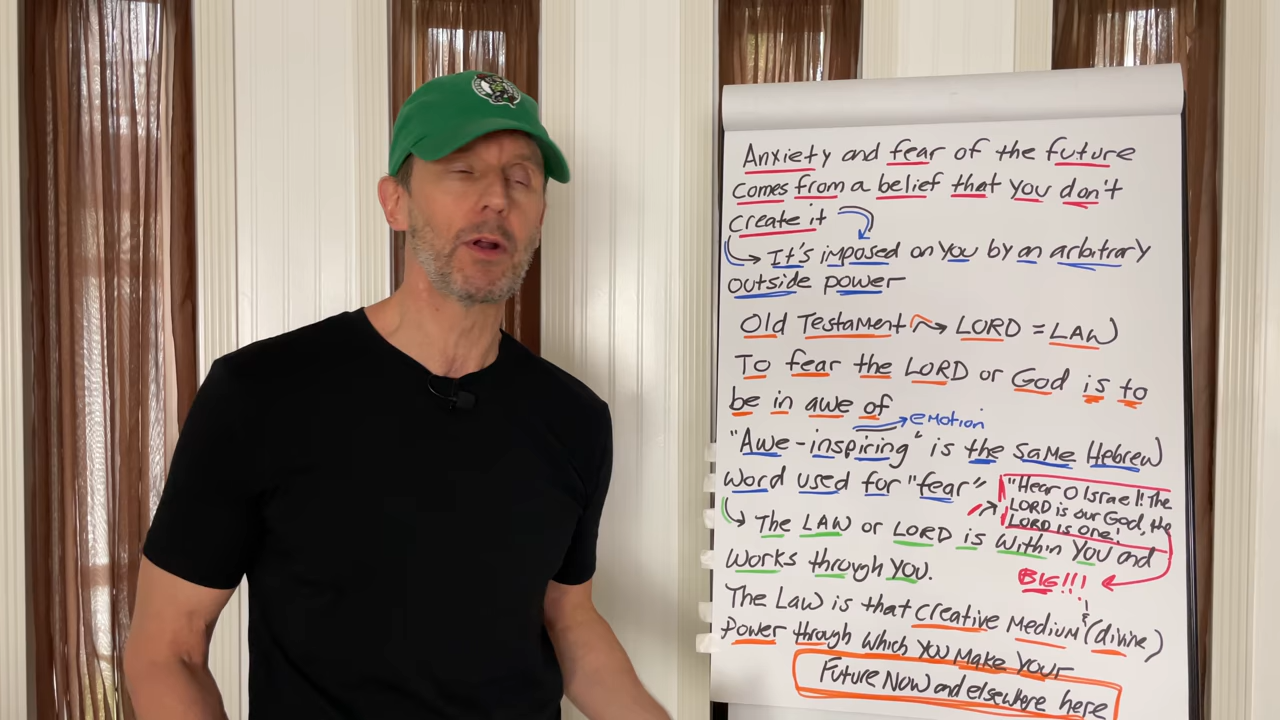 Anxiety and fear of the future
comes from a belief that you don't
create it
It's imposed on you by an arbitrary
outside power
Old Testament → LORD = LAW
To fear the LORD or God is to
be in awe of
emotion
"Awe-inspiring" is the same Hebrew
word used for "fear"
"Hear O Israel! The
LORD is our God, the
LORD is one!
The LAW or LORD is within you and
works through you.
BIG!!!
The Law is that creative medium & (divine)
power through which you make your
Future Now and elsewhere here